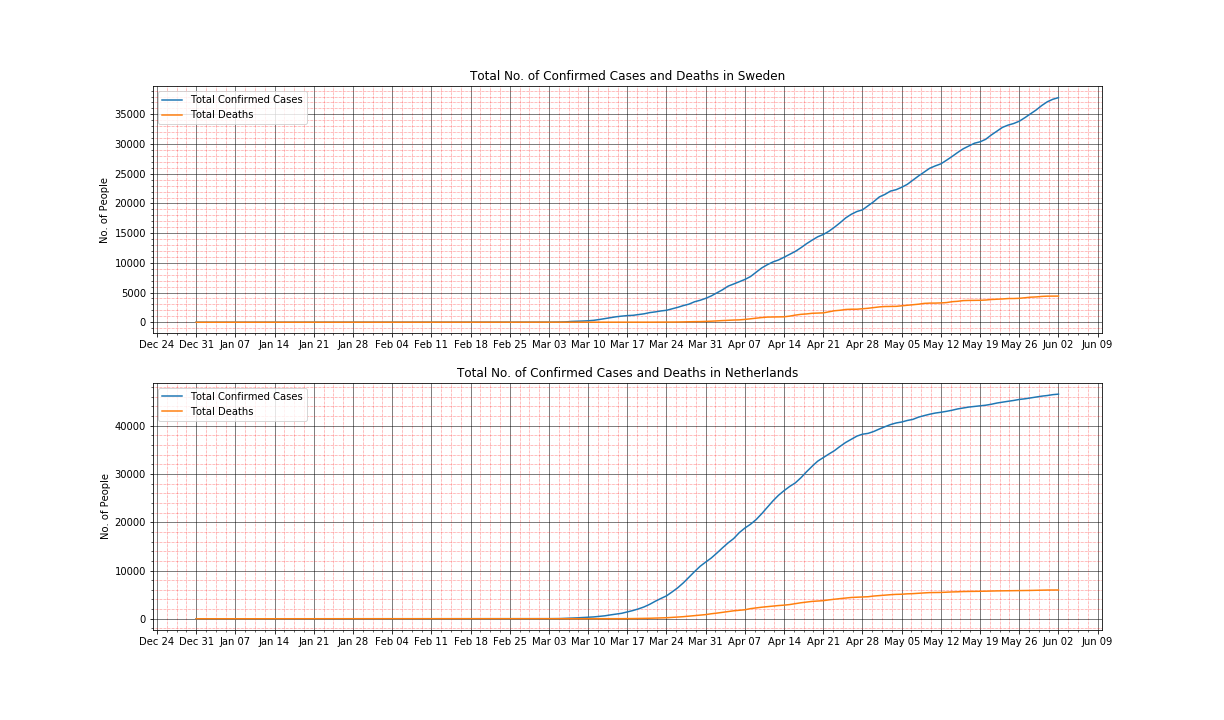 Total No. of Confirmed Cases and Deaths in Sweden
Total Confirmed Cases
Total Deaths
No. of People
35000
30000
25000
20000
15000
10000
5000
0
Dec 24 Dec 31 Jan 07 Jan 14 Jan 21 Jan 28 Feb 04 Feb 11 Feb 18 Feb 25 Mar 03 Mar 10 Mar 17 Mar 24 Mar 31 Apr 07 Apr 14 Apr 21 Apr 28 May 05 May 12 May 19 May 26 Jun 02 Jun 09
Total No. of Confirmed Cases and Deaths in Netherlands
Total Confirmed Cases
Total Deaths
No. of People
40000
30000
20000
10000
0
Dec 24 Dec 31 Jan 07 Jan 14 Jan 21 Jan 28 Feb 04 Feb 11 Feb 18 Feb 25 Mar 03 Mar 10 Mar 17 Mar 24 Mar 31 Apr 07 Apr 14 Apr 21 Apr 28 May 05 May 12 May 19 May 26 Jun 02 Jun 09